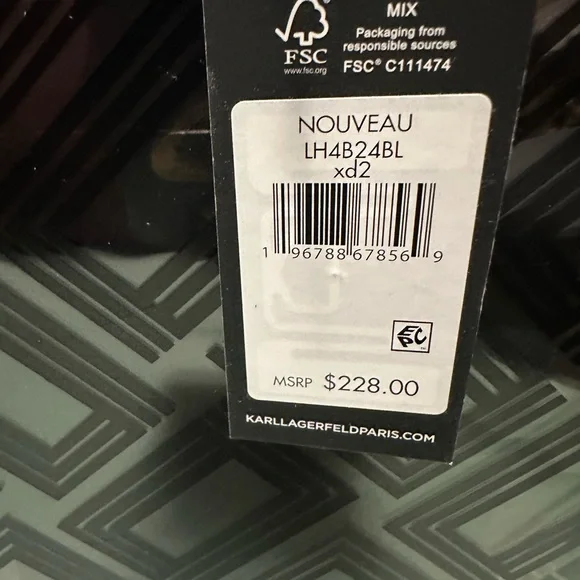 MIX
Packaging from
responsible sources
FSC
www.fsc.org
FSC® C111474
NOUVEAU
LH4B24BL
xd2
1 96788 67856 9
EPC
MSRP $228.00
KARLLAGERFELDPARIS.COM